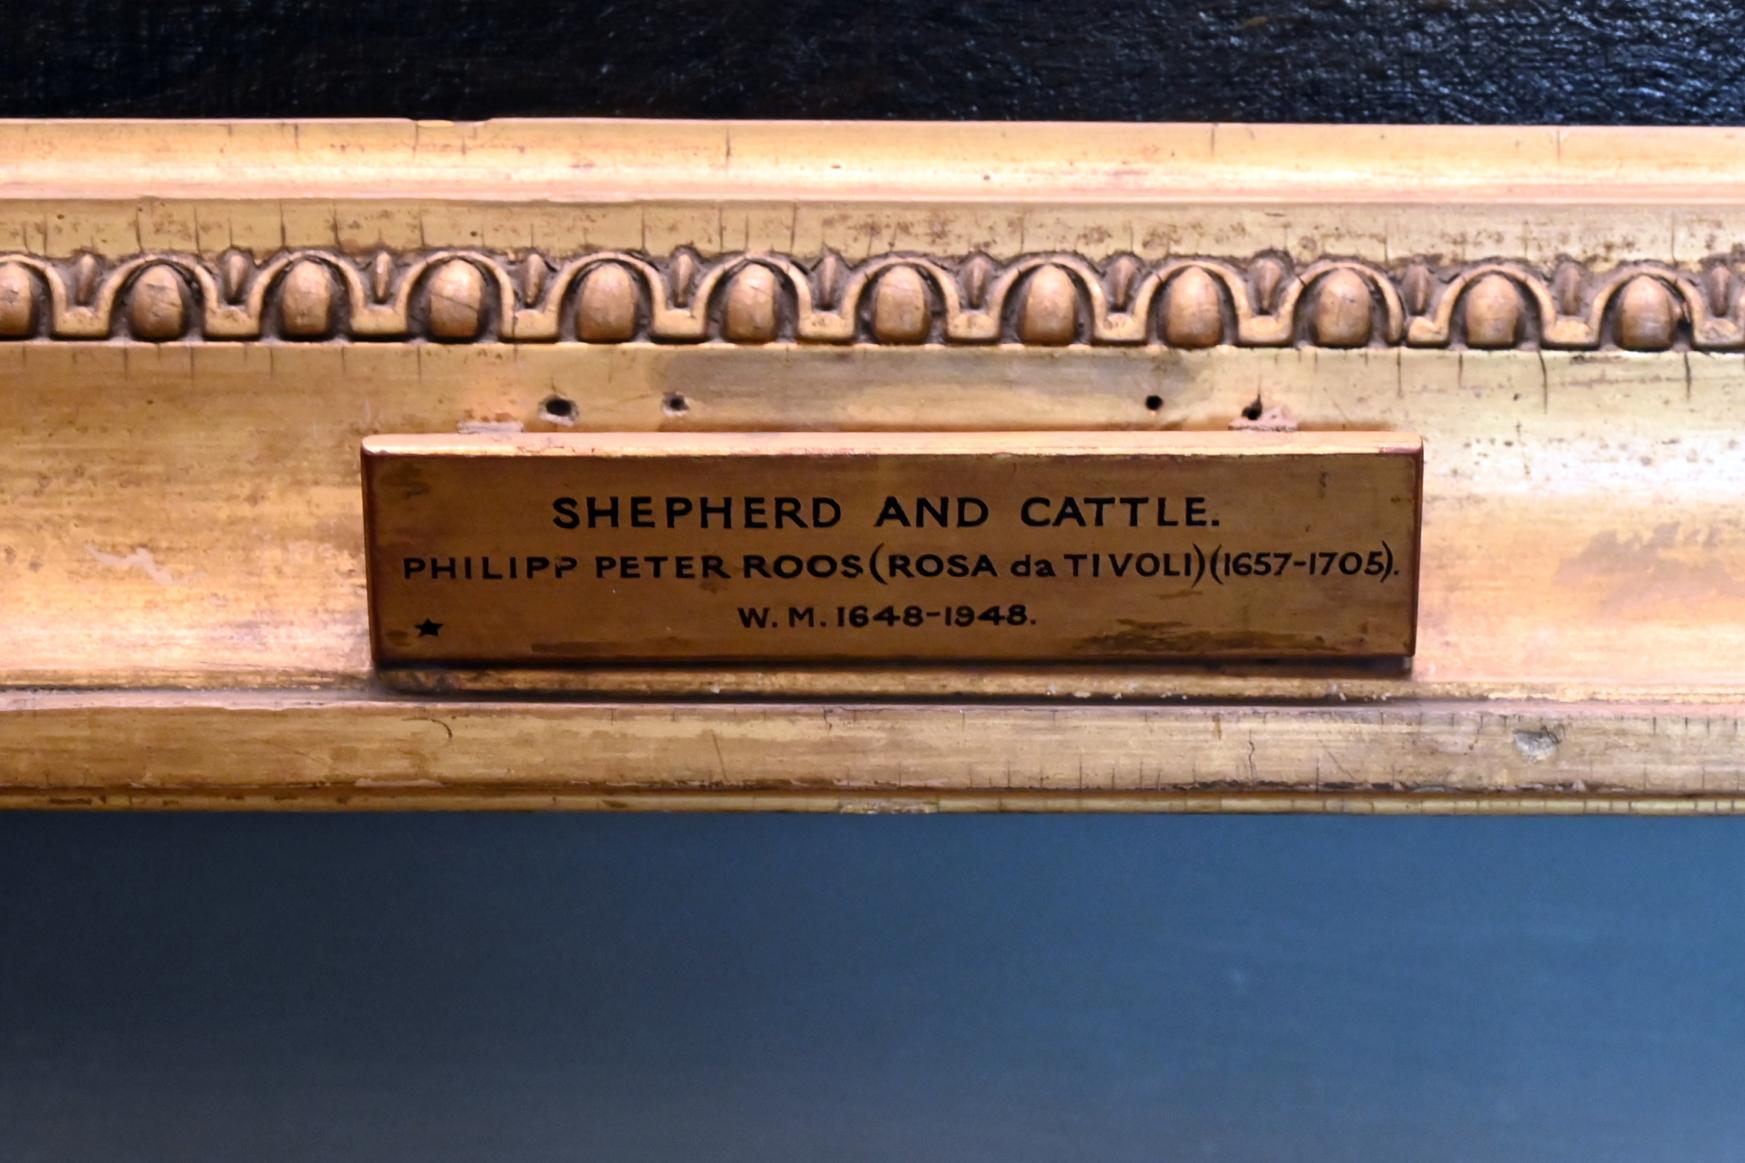 SHEPHERD AND CATTLE.
PHILIPP PETER ROOS (ROSA da TIVOLI) (1657-1705).
W. M. 1648-1948.